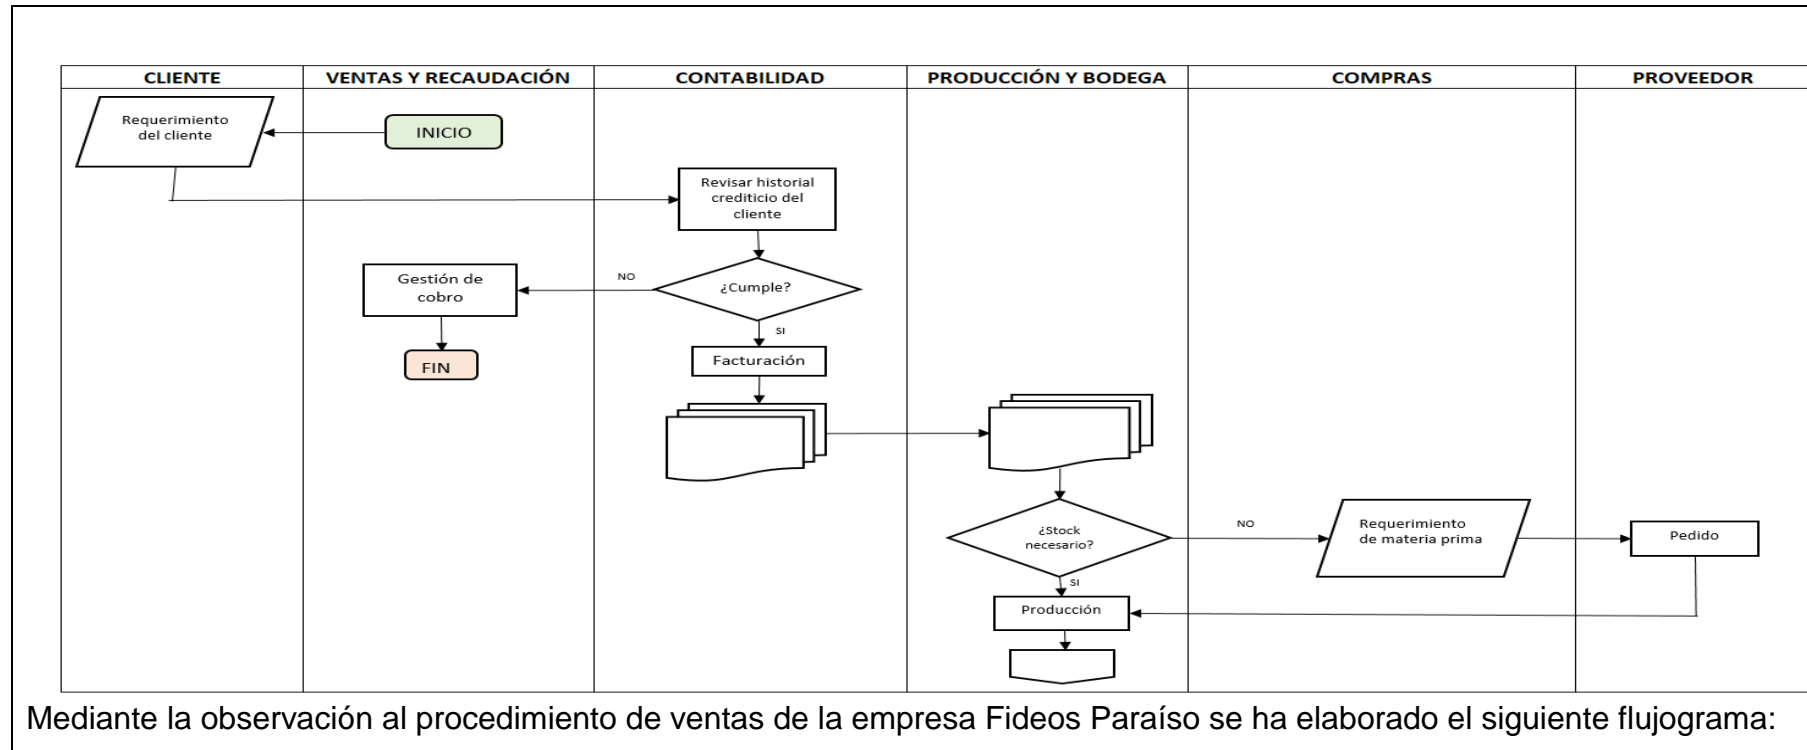 CLIENTE
VENTAS Y RECAUDACIÓN
CONTABILIDAD
PRODUCCIÓN Y BODEGA
COMPRAS
PROVEEDOR
Requerimiento
del cliente
INICIO
Revisar historial
crediticio del
cliente
Gestión de
cobro
NO
¿Cumple?
SI
FIN
Facturación
¿Stock
necesario?
NO
Requerimiento
de materia prima
Pedido
SI
Producción
Mediante la observación al procedimiento de ventas de la empresa Fideos Paraíso se ha elaborado el siguiente flujograma: